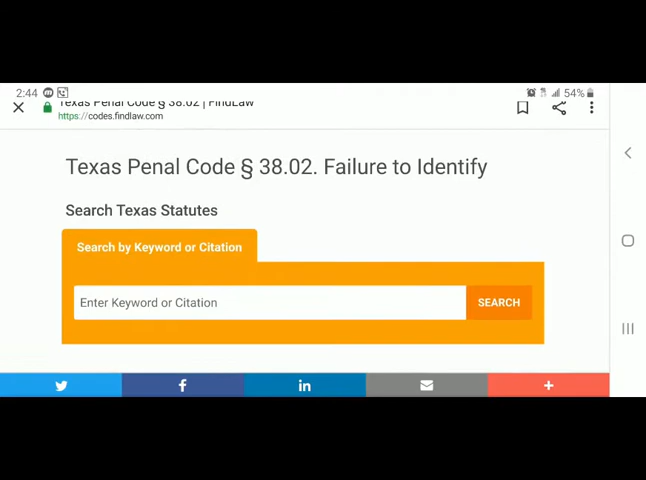 2:44 54%
Texas Penal Code § 38.02 | FindLaw
https://codes.findlaw.com
Texas Penal Code § 38.02. Failure to Identify
Search Texas Statutes
Search by Keyword or Citation
Enter Keyword or Citation SEARCH
in